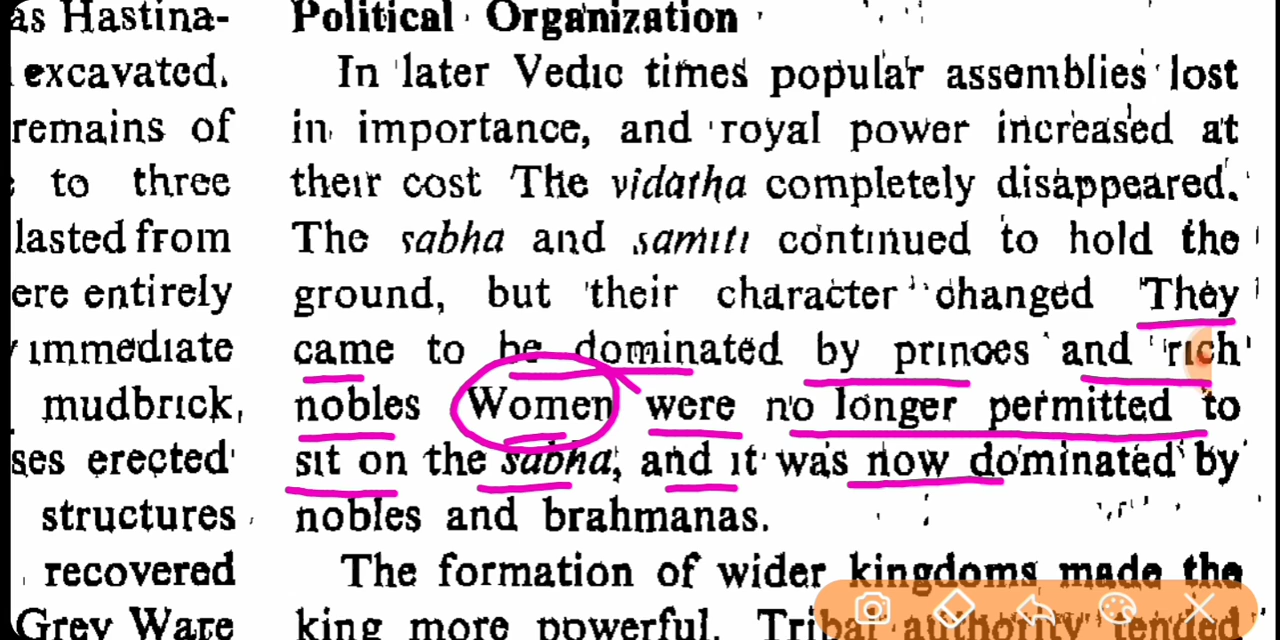 as Hastina-
excavated.
remains of
to three
lasted from
ere entirely
immediate
mudbrick,
ses erected
structures
recovered
Grey Ware
Political Organization
In later Vedic times popular assemblies lost
in importance, and royal power increased at
their cost The vidatha completely disappeared.
The sabha and samiti continued to hold the
ground, but their character changed They
came to be dominated by princes and rich
nobles Women were no longer permitted to
sit on the sabha, and it was now dominated by
nobles and brahmanas.
The formation of wider kingdoms made the
king more powerful. Tribal authority tended